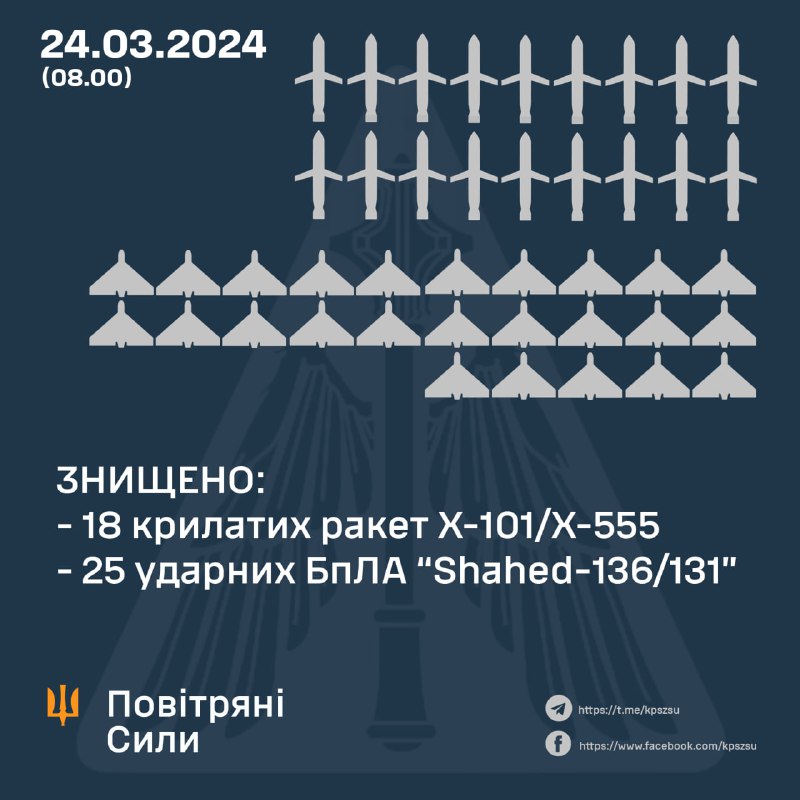 24.03.2024
(08.00)
ЗНИЩЕНО:
- 18 крилатих ракет Х-101/Х-555
- 25 ударних БпЛА “Shahed-136/131”
Повітряні
Сили
https://t.me/kpszsu
https://www.facebook.com/kpszsu